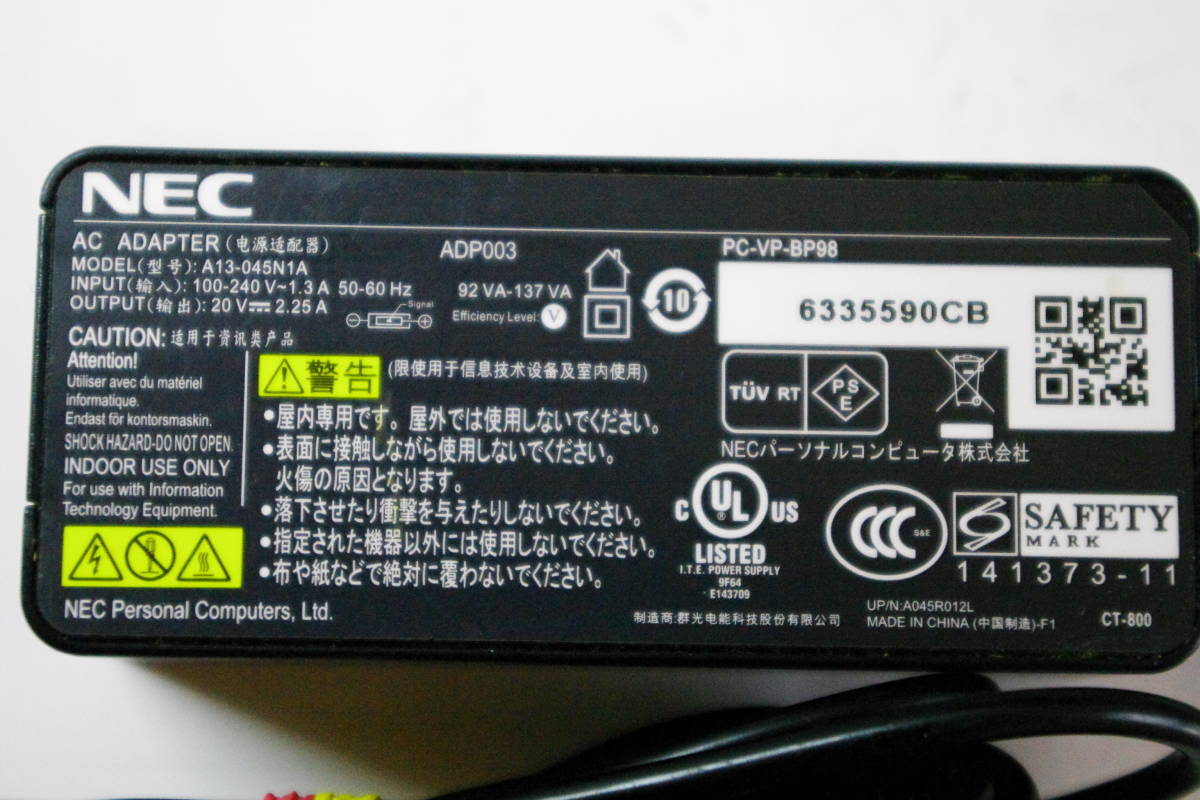 NEC
AC ADAPTER (电源适配器)
ADP003
PC-VP-BP98
MODEL(型号): A13-045N1A
INPUT(输入): 100-240 V~1.3 A 50-60 Hz
92 VA-137 VA
OUTPUT(输出): 20 V⎓ 2.25 A
Signal
Efficiency Level: V
10
6335590CB
CAUTION: 适用于资讯类产品
Attention!
Utiliser avec du matériel
informatique.
Endast för kontorsmaskin.
SHOCK HAZARD-DO NOT OPEN.
INDOOR USE ONLY
For use with Information
Technology Equipment.
NEC Personal Computers, Ltd.
警告 (限使用于信息技术设备及室内使用)
•屋内専用です。屋外では使用しないでください。
•表面に接触しながら使用しないでください。
火傷の原因となります。
•落下させたり衝撃を与えたりしないでください。
•指定された機器以外には使用しないでください。
•布や紙などで絶対に覆わないでください。
TÜV RT
PS
E
NECパーソナルコンピュータ株式会社
C UL US
LISTED
I.T.E. POWER SUPPLY
9F64
E143709
CCC S&E
SAFETY
MARK
141373-11
制造商:群光电能科技股份有限公司
UP/N:A045R012L
MADE IN CHINA (中国制造)-F1
CT-800